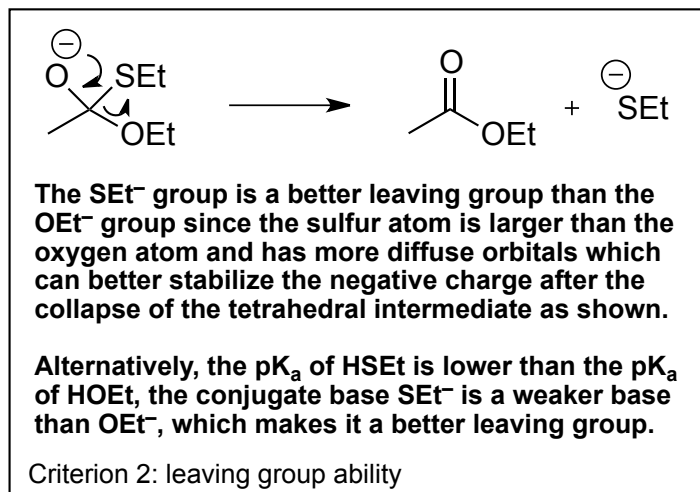 ⊖
O SEt
OEt
O
OEt + ⊖SEt
The SEt⁻ group is a better leaving group than the
OEt⁻ group since the sulfur atom is larger than the
oxygen atom and has more diffuse orbitals which
can better stabilize the negative charge after the
collapse of the tetrahedral intermediate as shown.
Alternatively, the pKₐ of HSEt is lower than the pKₐ
of HOEt, the conjugate base SEt⁻ is a weaker base
than OEt⁻, which makes it a better leaving group.
Criterion 2: leaving group ability